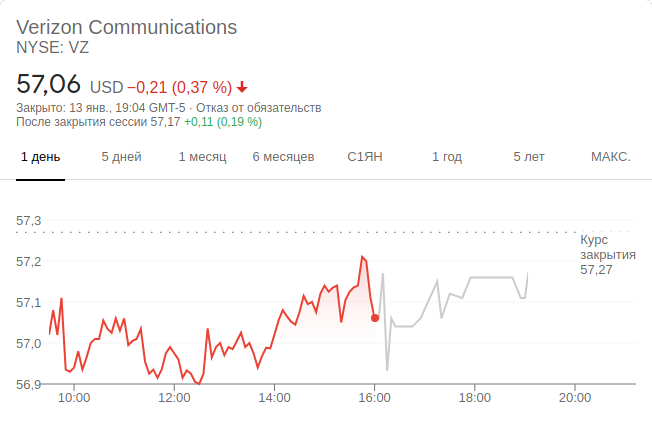 Verizon Communications
NYSE: VZ
57,06 USD −0,21 (0,37 %)
Закрыто: 13 янв., 19:04 GMT-5 · Отказ от обязательств
После закрытия сессии 57,17 +0,11 (0,19 %)
1 день 5 дней 1 месяц 6 месяцев С1ЯН 1 год 5 лет МАКС.
57,3
Курс
закрытия
57,27
57,2
57,1
57,0
56,9
10:00 12:00 14:00 16:00 18:00 20:00